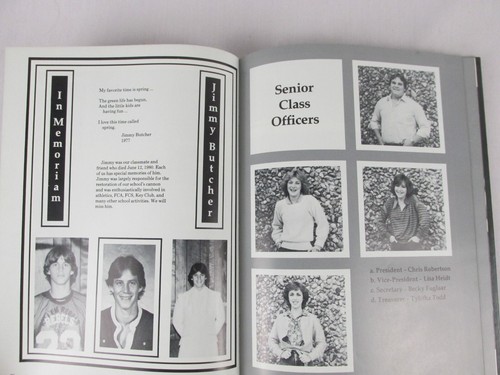 In Memoriam
Jimmy Butcher
My favorite time is spring...
The green life has begun.
And the little kids are
having fun...
I love this time called
spring.
Jimmy Butcher
1977
Jimmy was our classmate and
friend who died June 12, 1980. Each
of us has special memories of him.
Jimmy was largely responsible for the
restoration of our school's cannon
and was enthusiastically involved in
athletics, FCA, Key Club, and
many other school activities. We will
miss him.
Senior
Class
Officers
a. President - Chris Robertson
b. Vice-President - Lisa Heidt
c. Secretary - Becky Fugitt
d. Treasurer - Todd